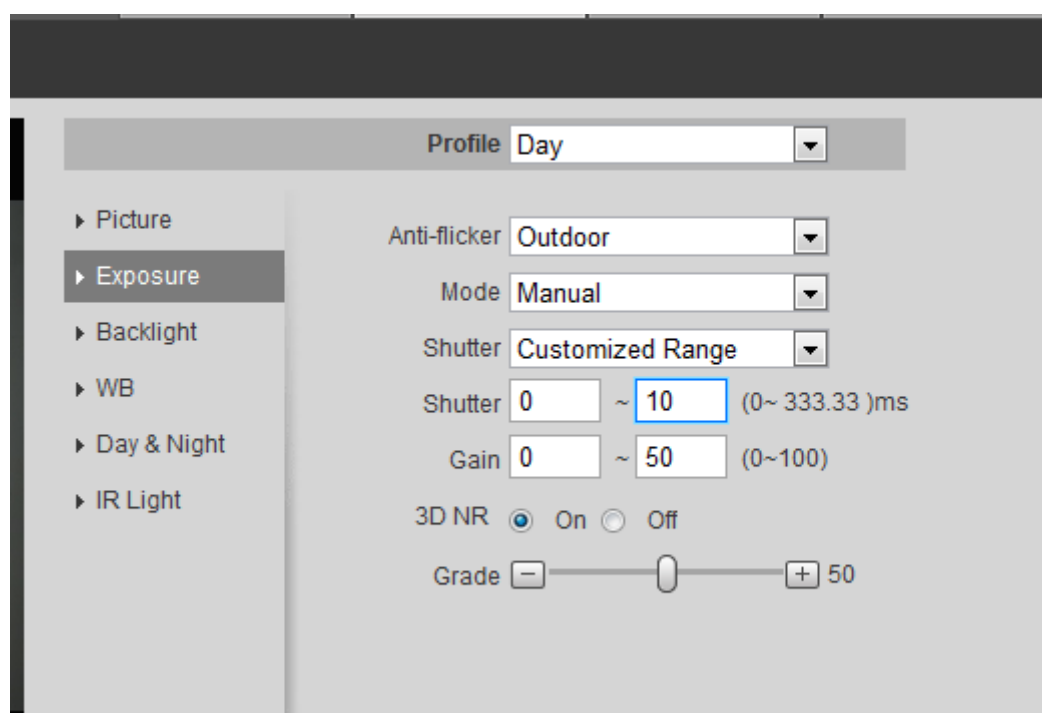 Profile Day
Picture
Exposure
Backlight
WB
Day & Night
IR Light
Anti-flicker Outdoor
Mode Manual
Shutter Customized Range
Shutter 0 ~ 10 (0~ 333.33 )ms
Gain 0 ~ 50 (0~100)
3D NR On Off
Grade − + 50